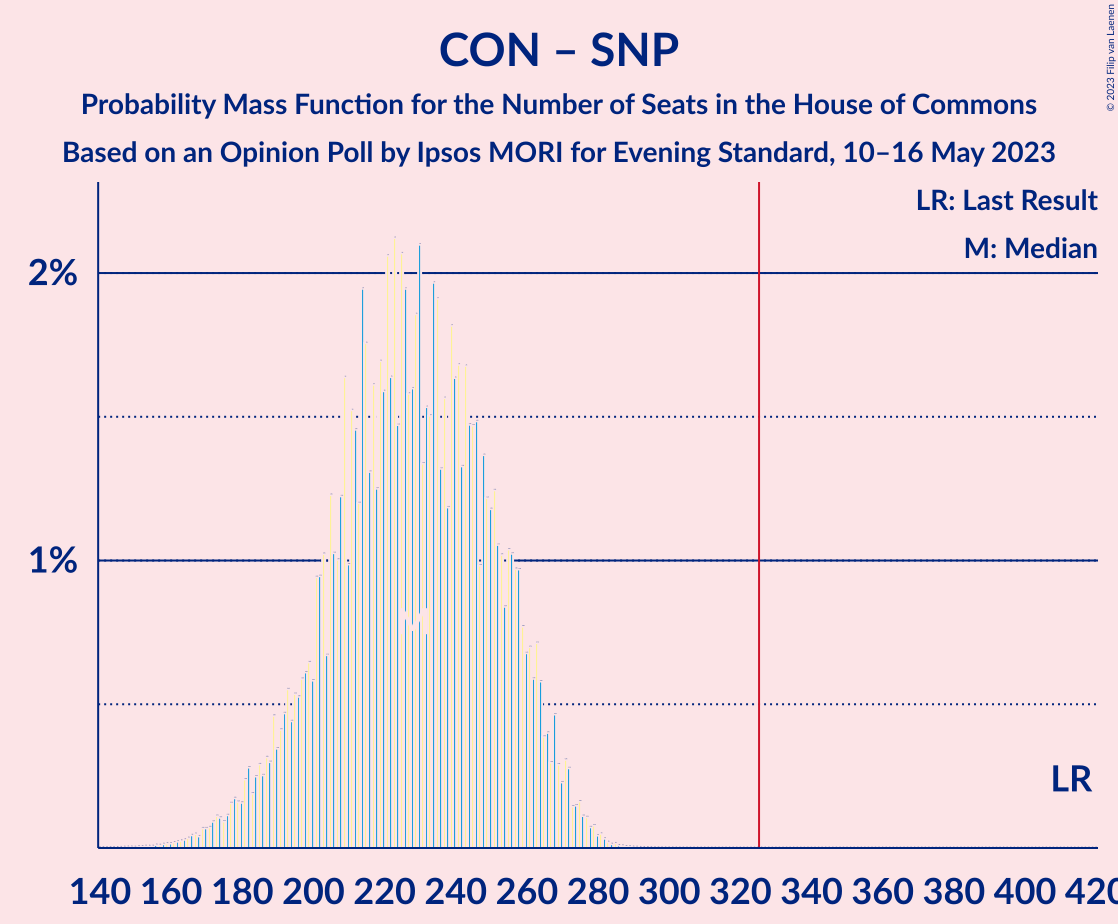 CON – SNP
Probability Mass Function for the Number of Seats in the House of Commons
Based on an Opinion Poll by Ipsos MORI for Evening Standard, 10–16 May 2023
© 2023 Filip van Laenen
LR: Last Result
M: Median
2%
1%
LR
140 160 180 200 220 240 260 280 300 320 340 360 380 400 420